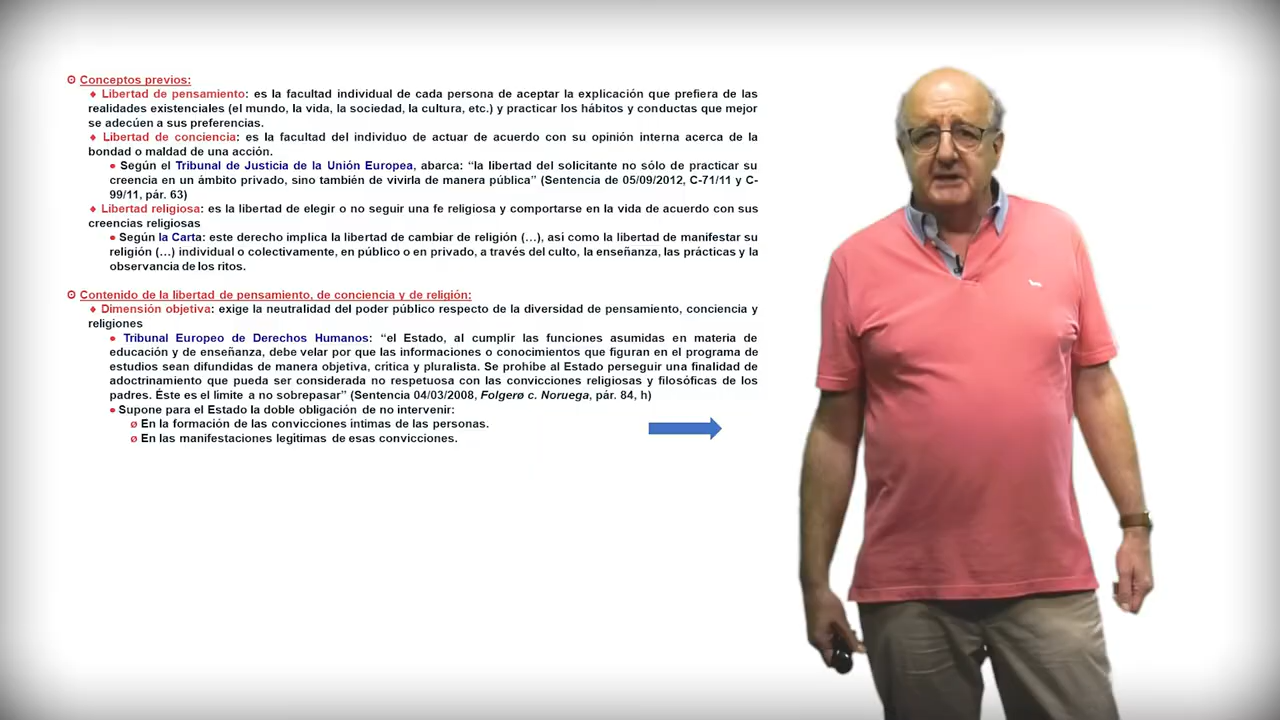 ʘ Conceptos previos:
♦ Libertad de pensamiento: es la facultad individual de cada persona de aceptar la explicación que prefiera de las
realidades existenciales (el mundo, la vida, la sociedad, la cultura, etc.) y practicar los hábitos y conductas que mejor
se adecúen a sus preferencias.
♦ Libertad de conciencia: es la facultad del individuo de actuar de acuerdo con su opinión interna acerca de la
bondad o maldad de una acción.
• Según el Tribunal de Justicia de la Unión Europea, abarca: “la libertad del solicitante no sólo de practicar su
creencia en un ámbito privado, sino también de vivirla de manera pública” (Sentencia de 05/09/2012, C-71/11 y C-
99/11, pár. 63)
♦ Libertad religiosa: es la libertad de elegir o no seguir una fe religiosa y comportarse en la vida de acuerdo con sus
creencias religiosas
• Según la Carta: este derecho implica la libertad de cambiar de religión (…), así como la libertad de manifestar su
religión (…) individual o colectivamente, en público o en privado, a través del culto, la enseñanza, las prácticas y la
observancia de los ritos.
ʘ Contenido de la libertad de pensamiento, de conciencia y de religión:
♦ Dimensión objetiva: exige la neutralidad del poder público respecto de la diversidad de pensamiento, conciencia y
religiones
• Tribunal Europeo de Derechos Humanos: “el Estado, al cumplir las funciones asumidas en materia de
educación y de enseñanza, debe velar por que las informaciones o conocimientos que figuran en el programa de
estudios sean difundidas de manera objetiva, crítica y pluralista. Se prohíbe al Estado perseguir una finalidad de
adoctrinamiento que pueda ser considerada no respetuosa con las convicciones religiosas y filosóficas de los
padres. Éste es el límite a no sobrepasar” (Sentencia 04/03/2008, Folgerø c. Noruega, pár. 84, h)
• Supone para el Estado la doble obligación de no intervenir:
ø En la formación de las convicciones íntimas de las personas.
ø En las manifestaciones legítimas de esas convicciones.